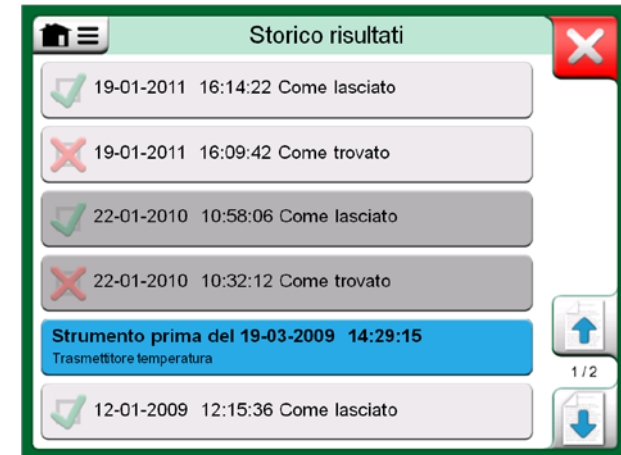 Storico risultati
19-01-2011 16:14:22 Come lasciato
19-01-2011 16:09:42 Come trovato
22-01-2010 10:58:06 Come lasciato
22-01-2010 10:32:12 Come trovato
Strumento prima del 19-03-2009 14:29:15
Trasmettitore temperatura
1 / 2
12-01-2009 12:15:36 Come lasciato